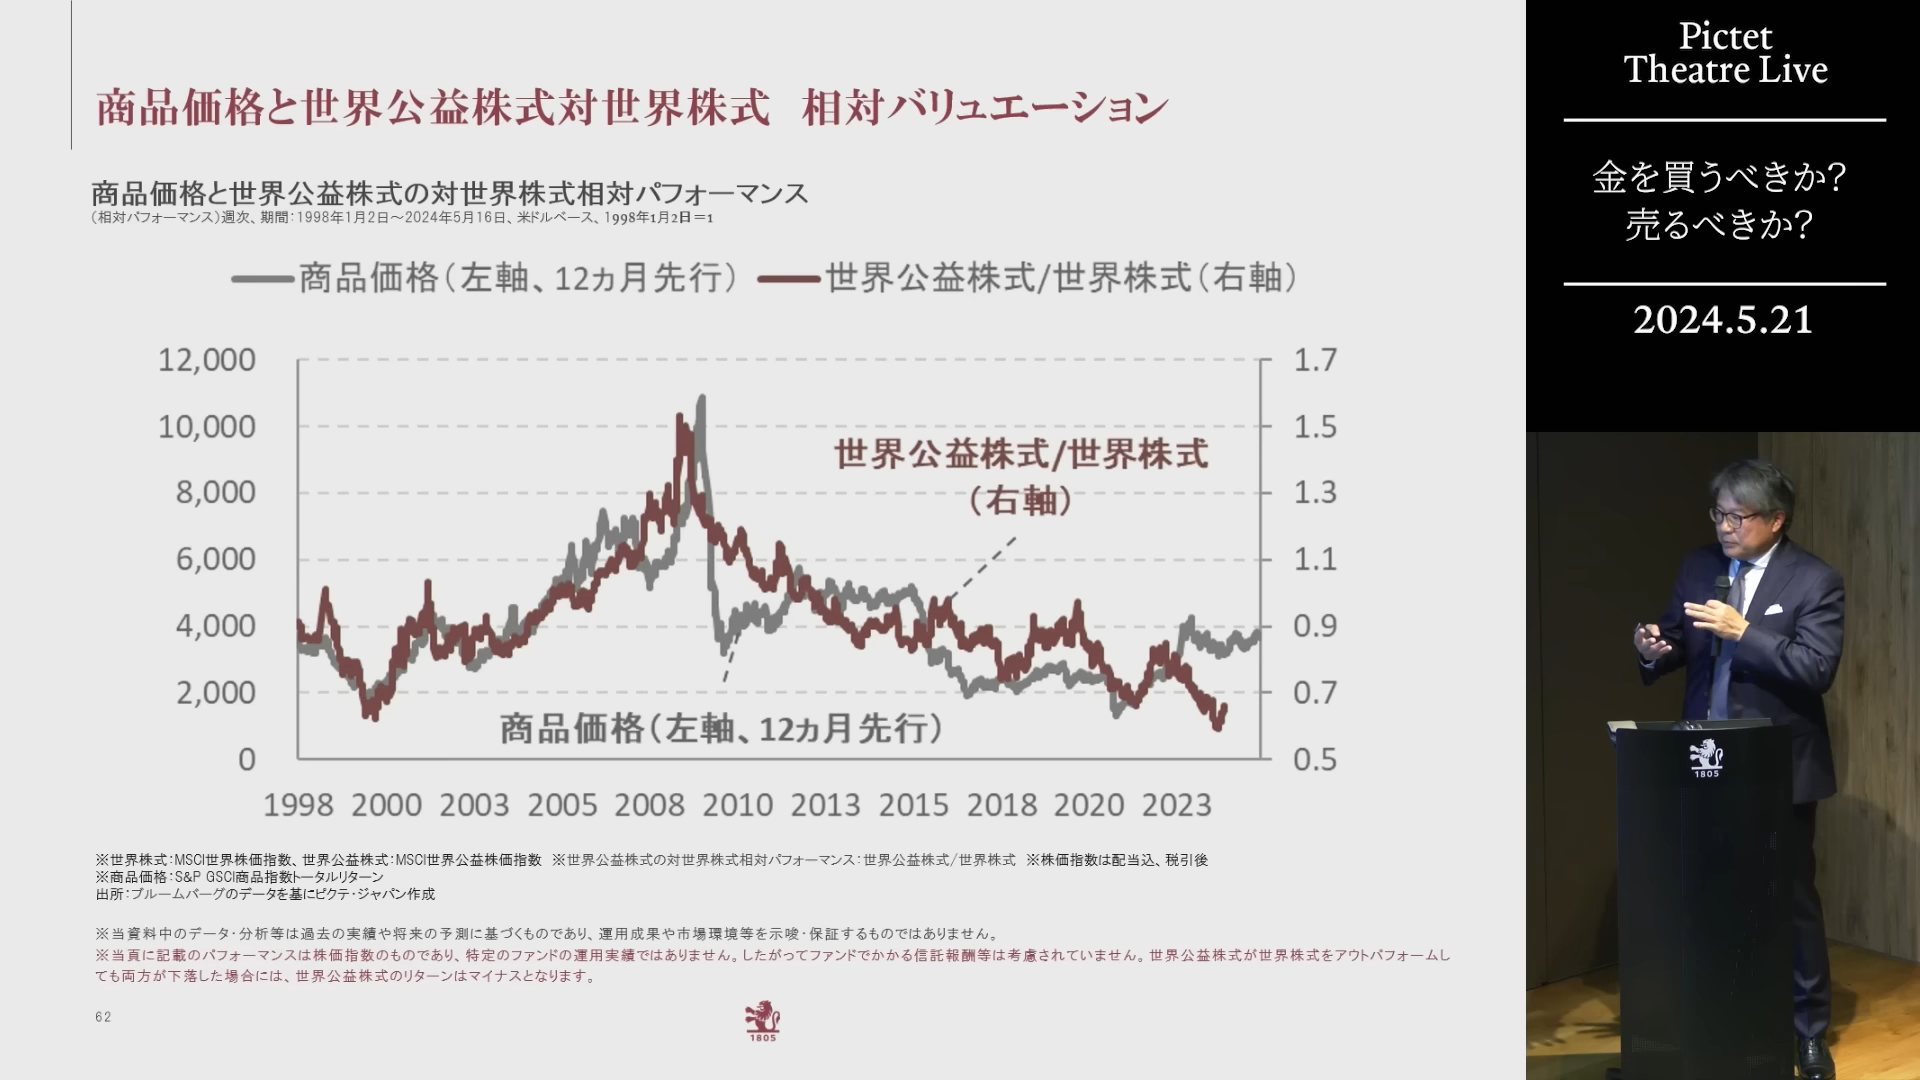 商品価格と世界公益株式対世界株式 相対バリュエーション
商品価格と世界公益株式の対世界株式相対パフォーマンス
(相対パフォーマンス)週次、期間:1998年1月2日~2024年5月16日、米ドルベース、1998年1月2日=1
商品価格(左軸、12ヵ月先行) 世界公益株式/世界株式(右軸)
12,000
10,000
8,000
6,000
4,000
2,000
0
1.7
1.5
1.3
1.1
0.9
0.7
0.5
世界公益株式/世界株式
(右軸)
商品価格(左軸、12ヵ月先行)
1998 2000 2003 2005 2008 2010 2013 2015 2018 2020 2023
※世界株式:MSCI世界株価指数、世界公益株式:MSCI世界公益株価指数 ※世界公益株式の対世界株式相対パフォーマンス:世界公益株式/世界株式 ※株価指数は配当込、税引後
※商品価格:S&P GSCI商品指数トータルリターン
出所:ブルームバーグのデータを基にピクテ・ジャパン作成
※当資料中のデータ・分析等は過去の実績や将来の予測に基づくものであり、運用成果や市場環境等を示唆・保証するものではありません。
※当頁に記載のパフォーマンスは株価指数のものであり、特定のファンドの運用実績ではありません。したがってファンドでかかる信託報酬等は考慮されていません。世界公益株式が世界株式をアウトパフォームし
ても両方が下落した場合には、世界公益株式のリターンはマイナスとなります。
62
1805
Pictet
Theatre Live
金を買うべきか?
売るべきか?
2024.5.21
1805